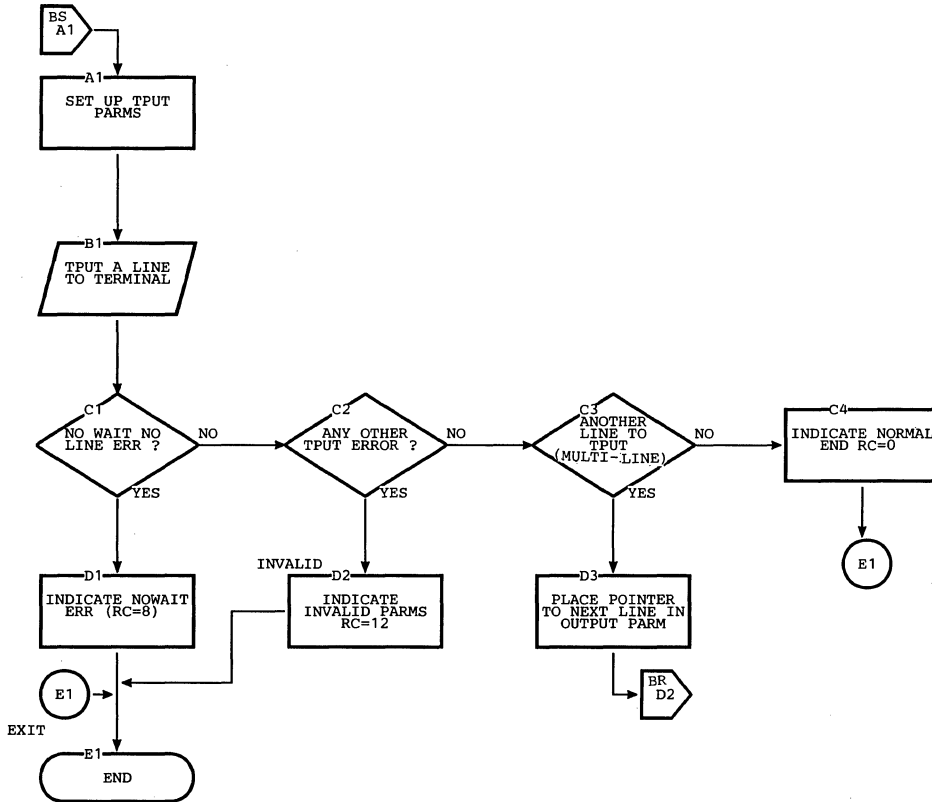 BS
A1
A1
SET UP TPUT
PARMS
B1
TPUT A LINE
TO TERMINAL
C1
NO WAIT NO
LINE ERR ?
NO
YES
C2
ANY OTHER
TPUT ERROR ?
NO
YES
C3
ANOTHER
LINE TO
TPUT
(MULTI-LINE)
NO
YES
C4
INDICATE NORMAL
END RC=0
E1
D1
INDICATE NOWAIT
ERR (RC=8)
INVALID
D2
INDICATE
INVALID PARMS
RC=12
D3
PLACE POINTER
TO NEXT LINE IN
OUTPUT PARM
BR
D2
E1
EXIT
E1
END